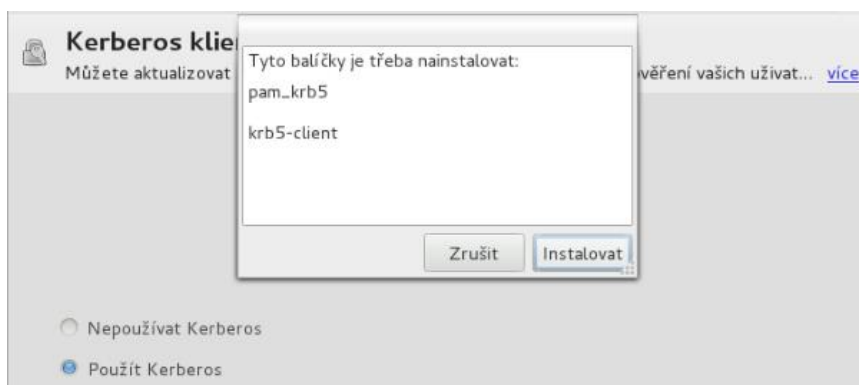 Kerberos klie
Můžete aktualizovat
věření vašich uživat... více
Tyto balíčky je třeba nainstalovat:
pam_krb5
krb5-client
Zrušit
Instalovat
Nepoužívat Kerberos
Použít Kerberos